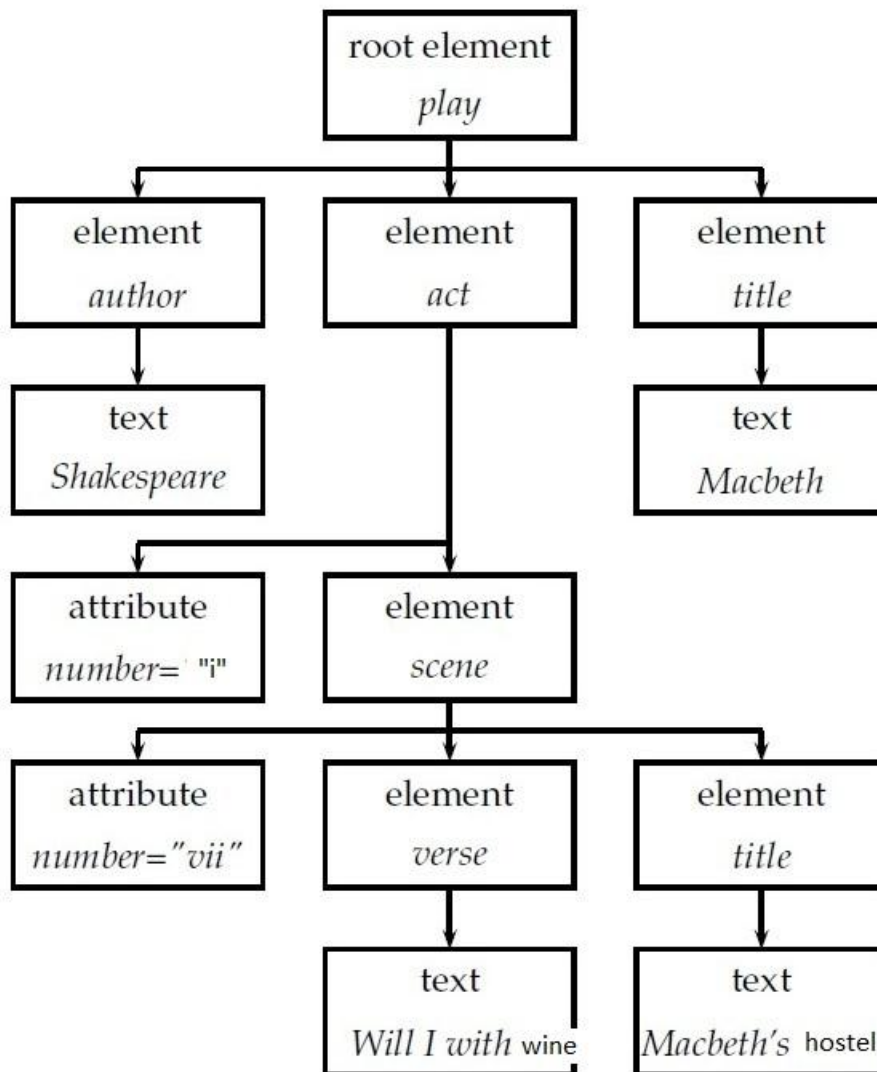 root element
play
element
author
element
act
element
title
text
Shakespeare
text
Macbeth
attribute
number= "i"
element
scene
attribute
number="vii"
element
verse
element
title
text
Will I with wine
text
Macbeth's hostel